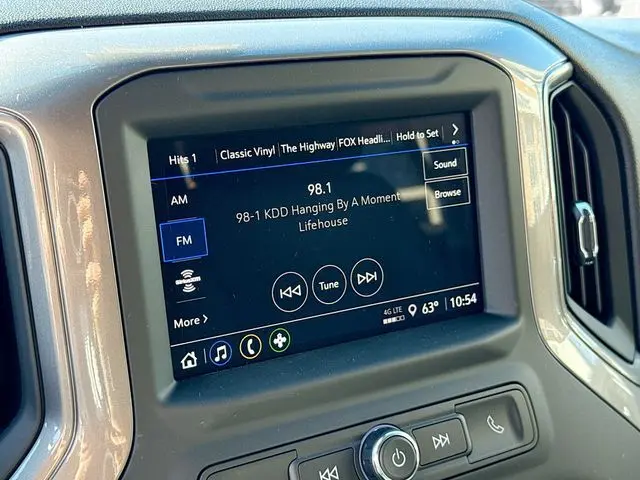 Hits 1 Classic Vinyl The Highway FOX Headli... Hold to Set
Sound
AM
98.1
Browse
98-1 KDD Hanging By A Moment
Lifehouse
FM
Tune
More
4G LTE 63° 10:54